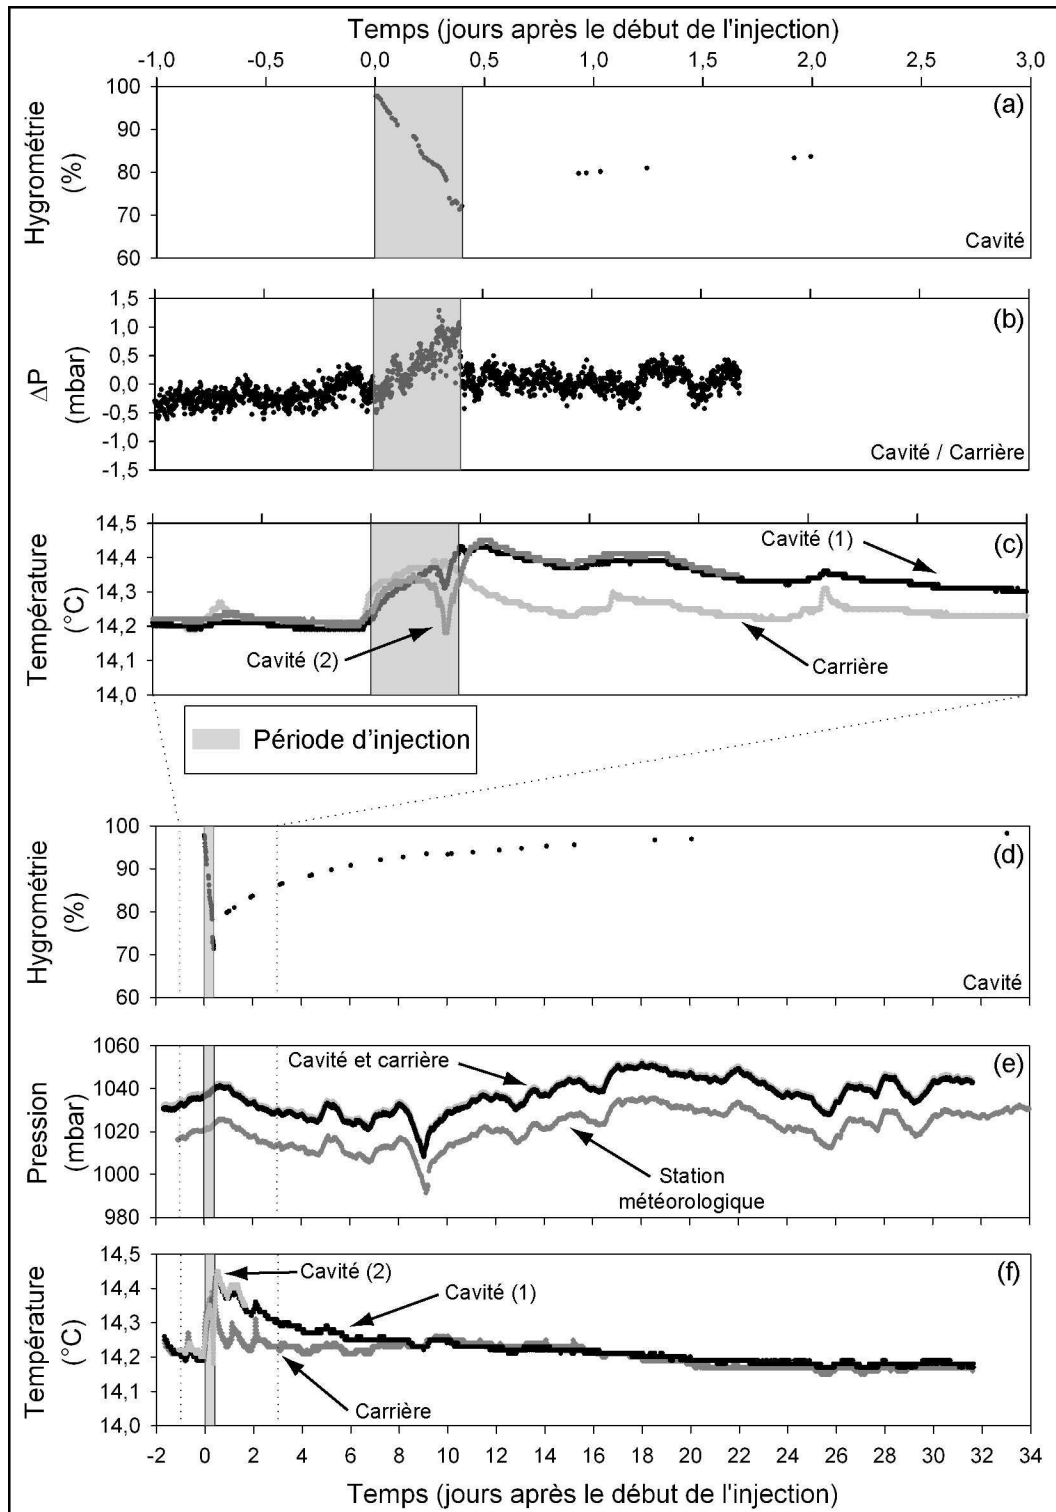 Temps (jours après le début de l'injection)
-1,0 -0,5 0,0 0,5 1,0 1,5 2,0 2,5 3,0
Hygrométrie
(%)
100
90
80
70
60
(a)
Cavité
ΔP
(mbar)
1,5
1,0
0,5
0,0
-0,5
-1,0
-1,5
(b)
Cavité / Carrière
Température
(°C)
14,5
14,4
14,3
14,2
14,1
14,0
(c)
Cavité (1)
Cavité (2)
Carrière
Période d'injection
Hygrométrie
(%)
100
90
80
70
60
(d)
Cavité
Pression
(mbar)
1060
1040
1020
1000
980
(e)
Cavité et carrière
Station
météorologique
Température
(°C)
14,5
14,4
14,3
14,2
14,1
14,0
(f)
Cavité (2)
Cavité (1)
Carrière
-2 0 2 4 6 8 10 12 14 16 18 20 22 24 26 28 30 32 34
Temps (jours après le début de l'injection)